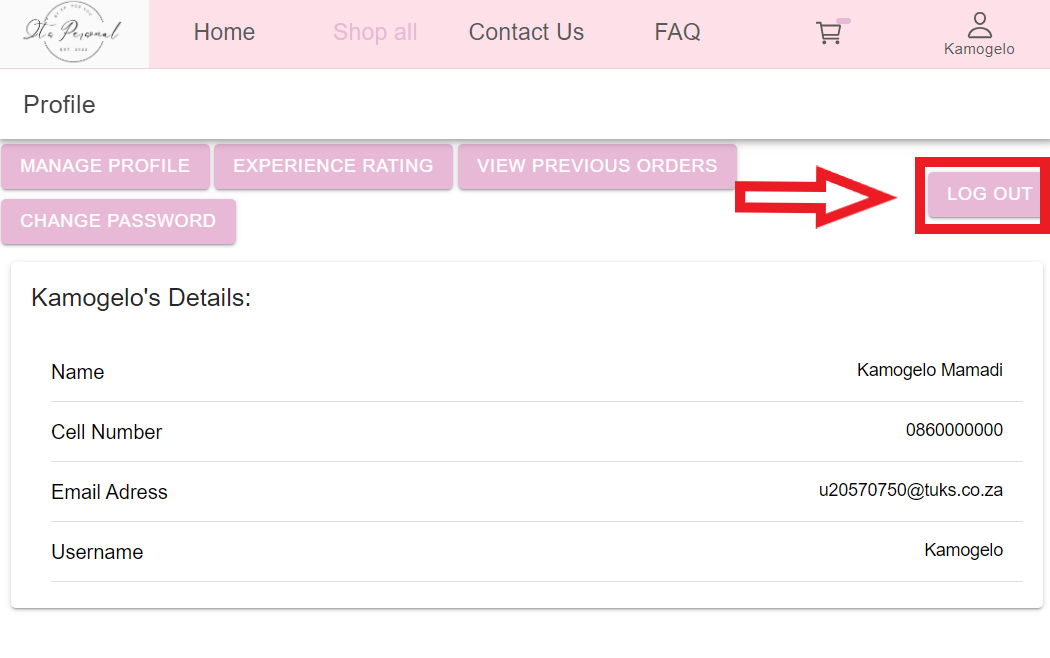 It's Personal
EST.
Home Shop all Contact Us FAQ
Kamogelo
Profile
MANAGE PROFILE EXPERIENCE RATING VIEW PREVIOUS ORDERS
LOG OUT
CHANGE PASSWORD
Kamogelo's Details:
Name Kamogelo Mamadi
Cell Number 0860000000
Email Adress u20570750@tuks.co.za
Username Kamogelo